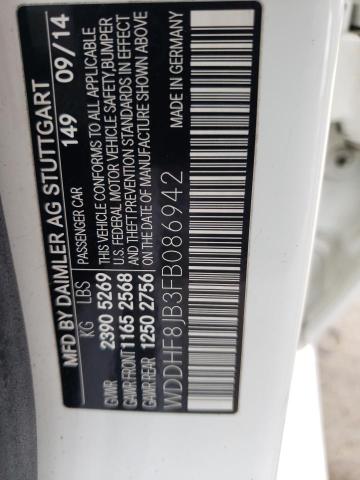 MFD BY DAIMLER AG STUTTGART
KG LBS 149 09/14
PASSENGER CAR
GVWR 2390 5269
GAWR FRONT 1165 2568
GAWR REAR 1250 2756
THIS VEHICLE CONFORMS TO ALL APPLICABLE
U.S. FEDERAL MOTOR VEHICLE SAFETY, BUMPER
AND THEFT PREVENTION STANDARDS IN EFFECT
ON DATE OF MANUFACTURE SHOWN ABOVE
MADE IN GERMANY
WDDHF8JB3FB086942